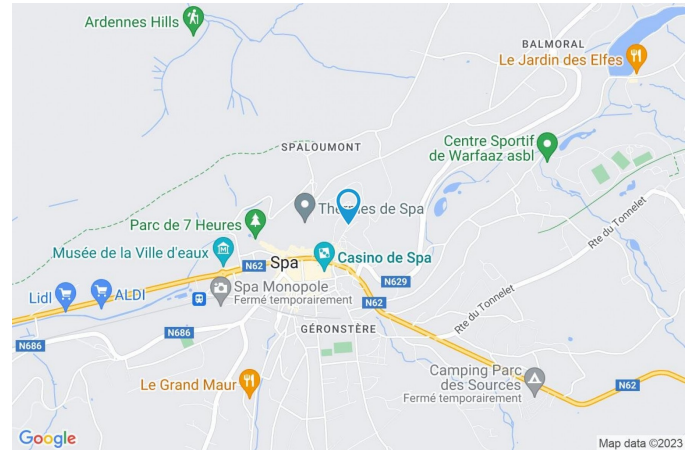 Ardennes Hills
BALMORAL
Le Jardin des Elfes
SPALOUMONT
Centre Sportif
de Warfaaz asbl
Thermes de Spa
Parc de 7 Heures
Rte du Tonnelet
Musée de la Ville d'eaux
N62
Spa
Casino de Spa
Lidl
ALDI
Spa Monopole
Fermé temporairement
N629
N62
Rte du Tonnelet
N686
N686
GÉRONSTÈRE
Le Grand Maur
Camping Parc
des Sources
Fermé temporairement
N62
Google
Map data ©2023